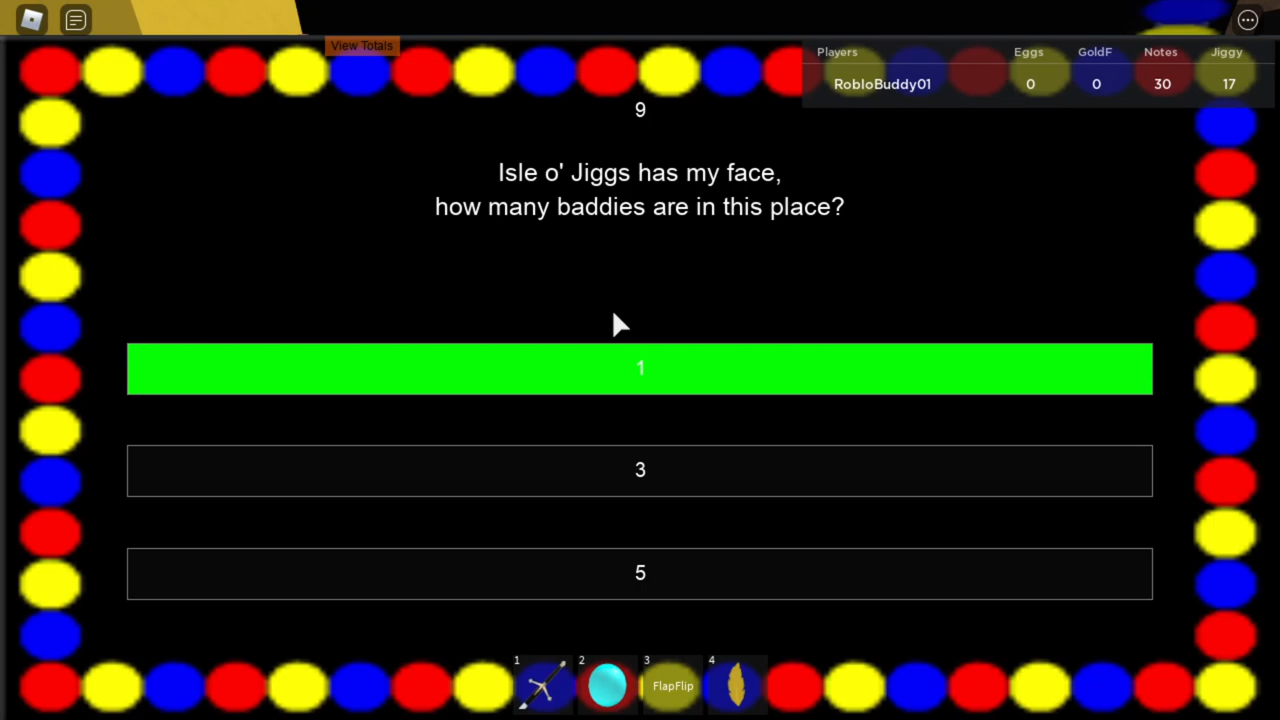 View Totals
Players Eggs GoldF Notes Jiggy
RobloBuddy01 0 0 30 17
9
Isle o' Jiggs has my face,
how many baddies are in this place?
1
3
5
1 2 3 4
FlapFlip